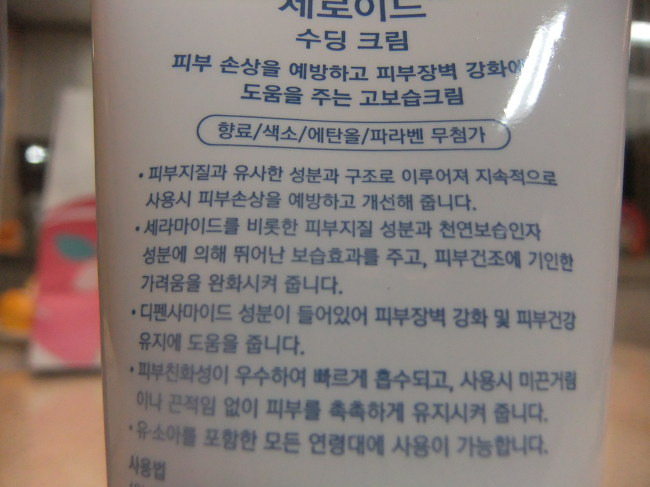 제로이드
수딩 크림
피부 손상을 예방하고 피부장벽 강화에
도움을 주는 고보습크림
향료/색소/에탄올/파라벤 무첨가
• 피부지질과 유사한 성분과 구조로 이루어져 지속적으로
사용시 피부손상을 예방하고 개선해 줍니다.
• 세라마이드를 비롯한 피부지질 성분과 천연보습인자
성분에 의해 뛰어난 보습효과를 주고, 피부건조에 기인한
가려움을 완화시켜 줍니다.
• 디펜사마이드 성분이 들어있어 피부장벽 강화 및 피부건강
유지에 도움을 줍니다.
• 피부친화성이 우수하여 빠르게 흡수되고, 사용시 미끈거림
이나 끈적임 없이 피부를 촉촉하게 유지시켜 줍니다.
• 유·소아를 포함한 모든 연령대에 사용이 가능합니다.
사용법